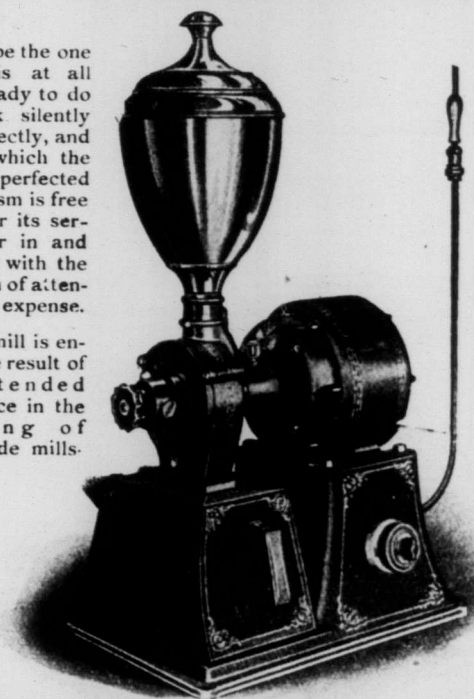 be the one
s at all
ady to do
k silently
ectly, and
which the
perfected
ism is free
r its ser-
r in and
with the
of atten-
expense.
mill is en-
e result of
tended
ce in the
ng of
de mills.